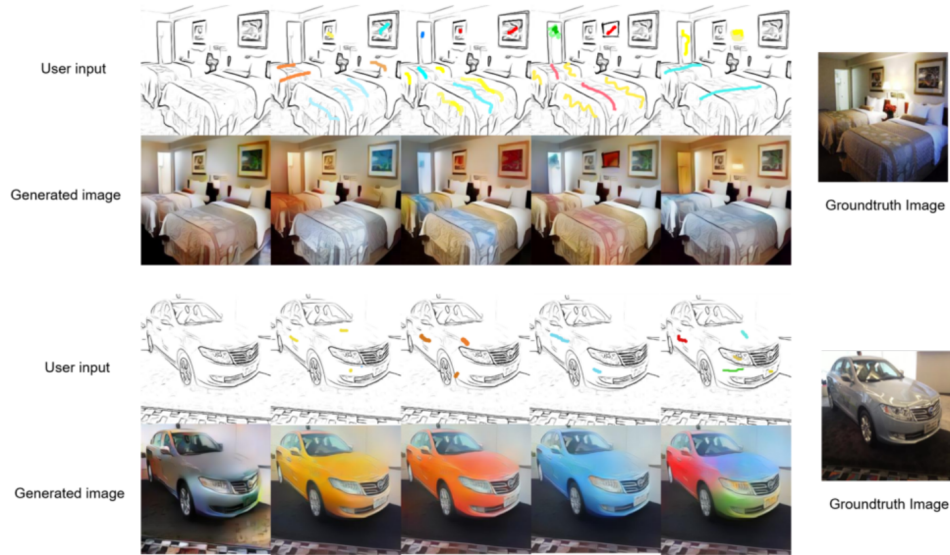 User input
Generated image
Groundtruth Image
User input
Generated image
Groundtruth Image